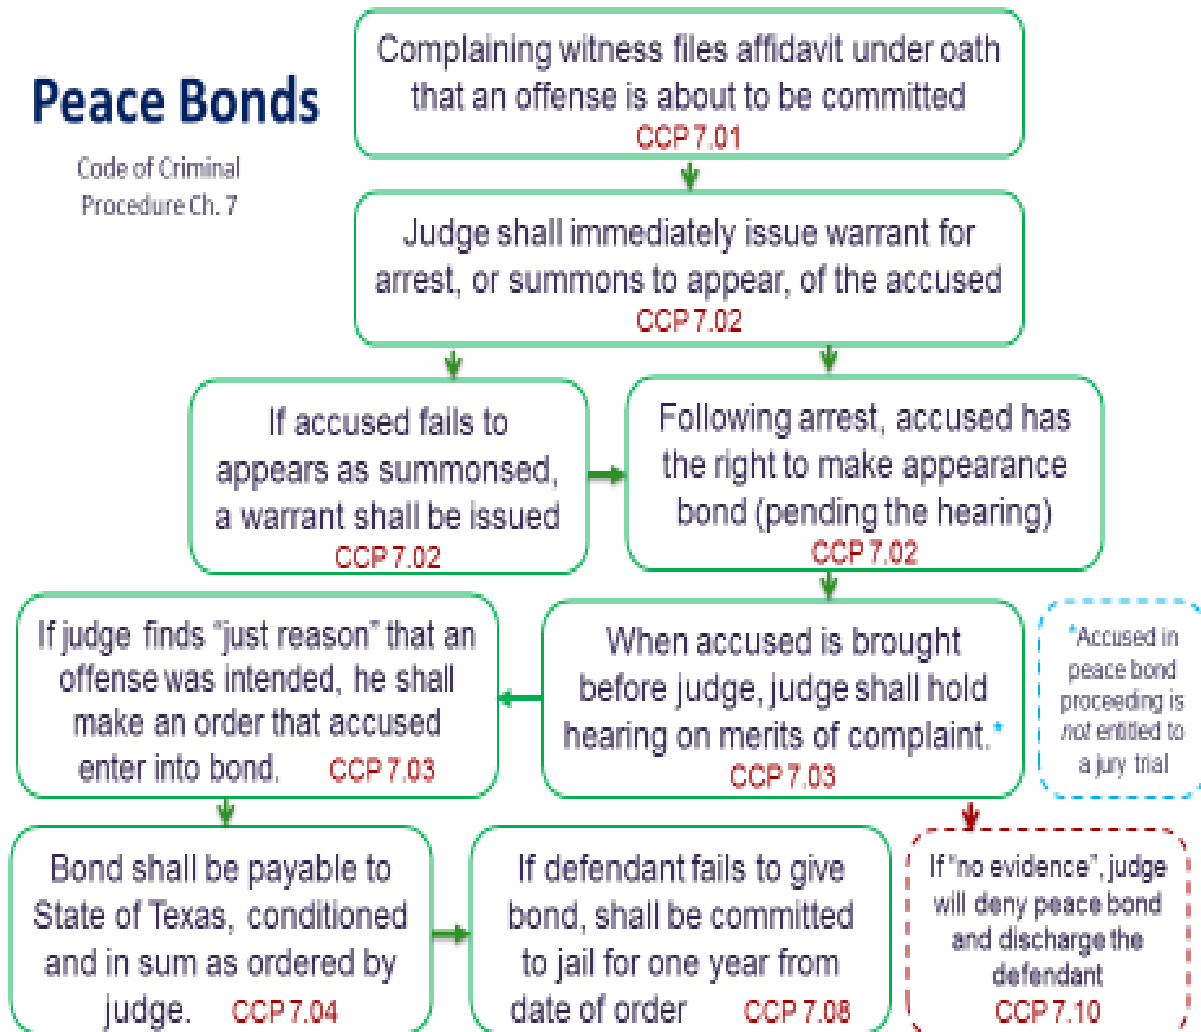 Peace Bonds
Code of Criminal
Procedure Ch. 7
Complaining witness files affidavit under oath
that an offense is about to be committed
CCP 7.01
Judge shall immediately issue warrant for
arrest, or summons to appear, of the accused
CCP 7.02
If accused fails to
appears as summonsed,
a warrant shall be issued
CCP 7.02
Following arrest, accused has
the right to make appearance
bond (pending the hearing)
CCP 7.02
If judge finds “just reason” that an
offense was intended, he shall
make an order that accused
enter into bond. CCP 7.03
When accused is brought
before judge, judge shall hold
hearing on merits of complaint.*
CCP 7.03
*Accused in
peace bond
proceeding is
not entitled to
a jury trial
Bond shall be payable to
State of Texas, conditioned
and in sum as ordered by
judge. CCP 7.04
If defendant fails to give
bond, shall be committed
to jail for one year from
date of order CCP 7.08
If “no evidence”, judge
will deny peace bond
and discharge the
defendant
CCP 7.10